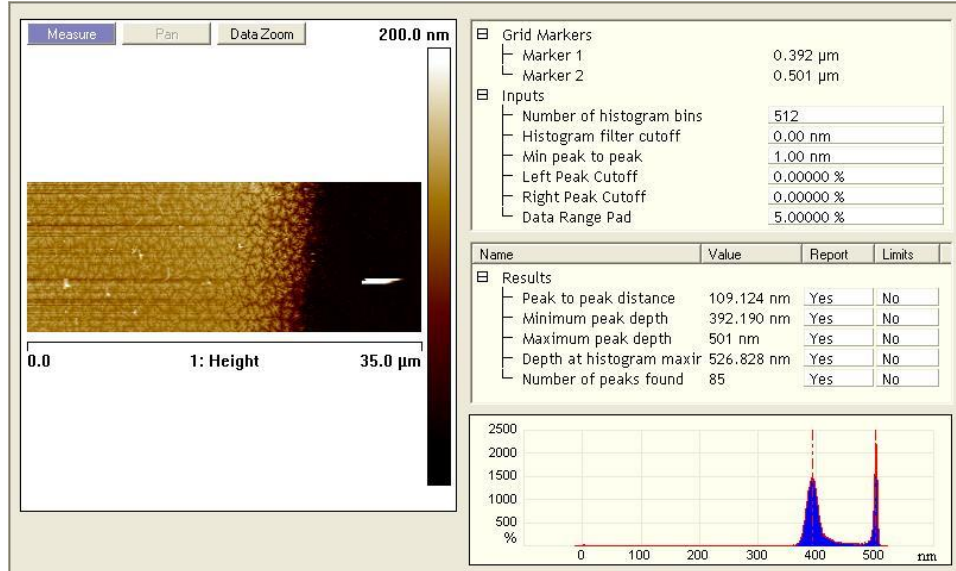 Measure Pan Data Zoom 200.0 nm
0.0 1: Height 35.0 µm
Grid Markers
Marker 1 0.392 µm
Marker 2 0.501 µm
Inputs
Number of histogram bins 512
Histogram filter cutoff 0.00 nm
Min peak to peak 1.00 nm
Left Peak Cutoff 0.00000 %
Right Peak Cutoff 0.00000 %
Data Range Pad 5.00000 %
Name Value Report Limits
Results
Peak to peak distance 109.124 nm Yes No
Minimum peak depth 392.190 nm Yes No
Maximum peak depth 501 nm Yes No
Depth at histogram maxir 526.828 nm Yes No
Number of peaks found 85 Yes No
2500
2000
1500
1000
500
%
0 100 200 300 400 500 nm